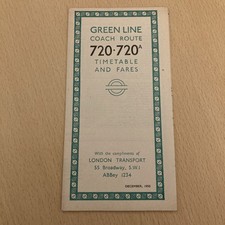 GREEN LINE
COACH ROUTE
720·720A
TIMETABLE
AND FARES
With the compliments of
LONDON TRANSPORT
55 Broadway, S.W.1
ABBey 1234
DECEMBER,